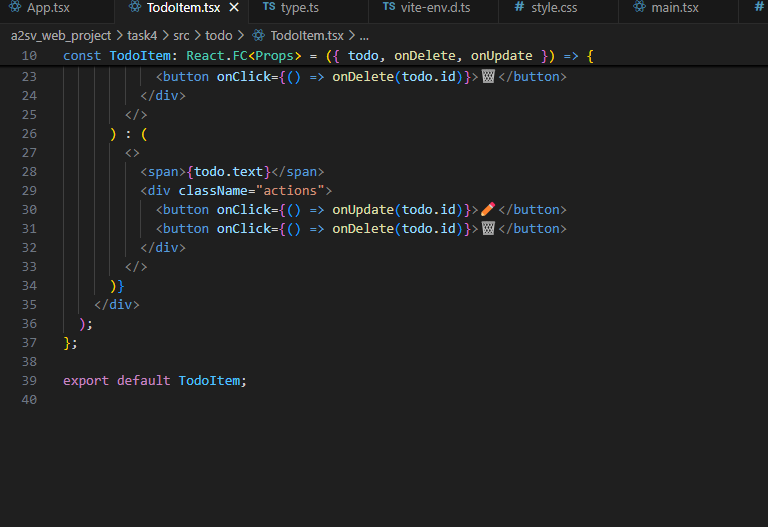 App.tsx TodoItem.tsx × TS type.ts TS vite-env.d.ts # style.css main.tsx #
a2sv_web_project > task4 > src > todo > TodoItem.tsx > ...
10 const TodoItem: React.FC<Props> = ({ todo, onDelete, onUpdate }) => {
23 <button onClick={() => onDelete(todo.id)}>🗑️</button>
24 </div>
25 </>
26 ) : (
27 <>
28 <span>{todo.text}</span>
29 <div className="actions">
30 <button onClick={() => onUpdate(todo.id)}>✏️</button>
31 <button onClick={() => onDelete(todo.id)}>🗑️</button>
32 </div>
33 </>
34 )}
35 </div>
36 );
37 };
38
39 export default TodoItem;
40